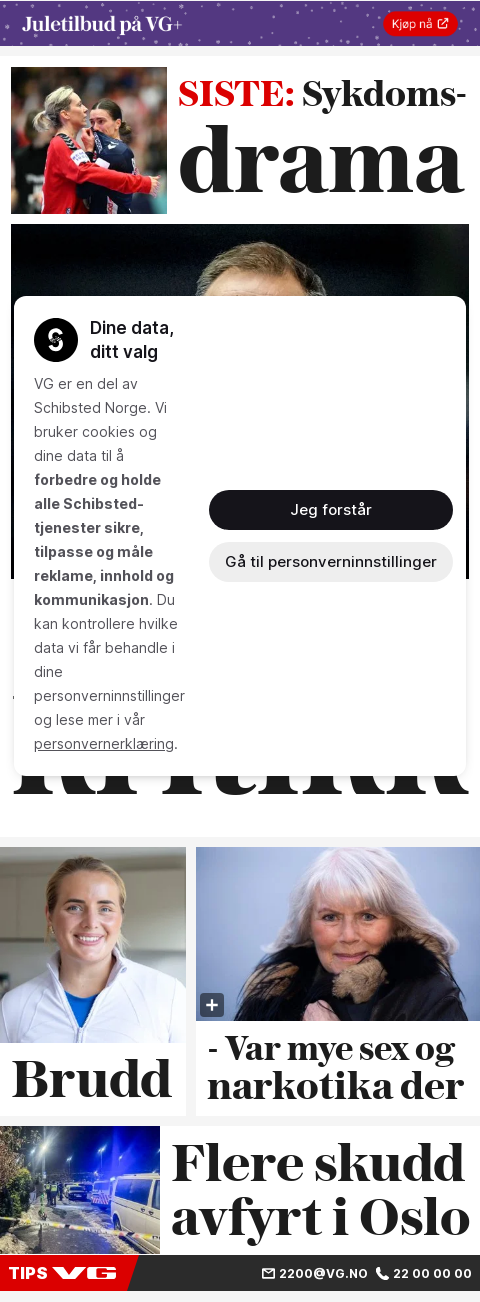 Juletilbud på VG+
Kjøp nå
SISTE: Sykdoms-
drama
Dine data,
ditt valg
VG er en del av
Schibsted Norge. Vi
bruker cookies og
dine data til å
forbedre og holde
alle Schibsted-
tjenester sikre,
tilpasse og måle
reklame, innhold og
kommunikasjon. Du
kan kontrollere hvilke
data vi får behandle i
dine
personverninnstillinger
og lese mer i vår
personvernerklæring.
Jeg forstår
Gå til personverninnstillinger
Brudd
- Var mye sex og
narkotika der
Flere skudd
avfyrt i Oslo
TIPS VG
2200@VG.NO
22 00 00 00